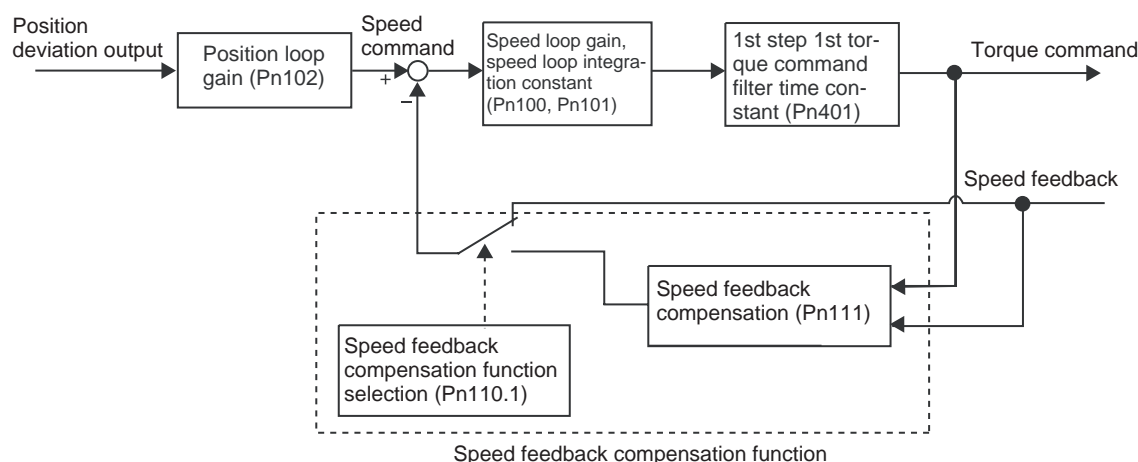 Position
deviation output
Position loop
gain (Pn102)
Speed
command
+
−
Speed loop gain,
speed loop integra-
tion constant
(Pn100, Pn101)
1st step 1st tor-
que command
filter time con-
stant (Pn401)
Torque command
Speed feedback
Speed feedback
compensation (Pn111)
Speed feedback
compensation function
selection (Pn110.1)
Speed feedback compensation function